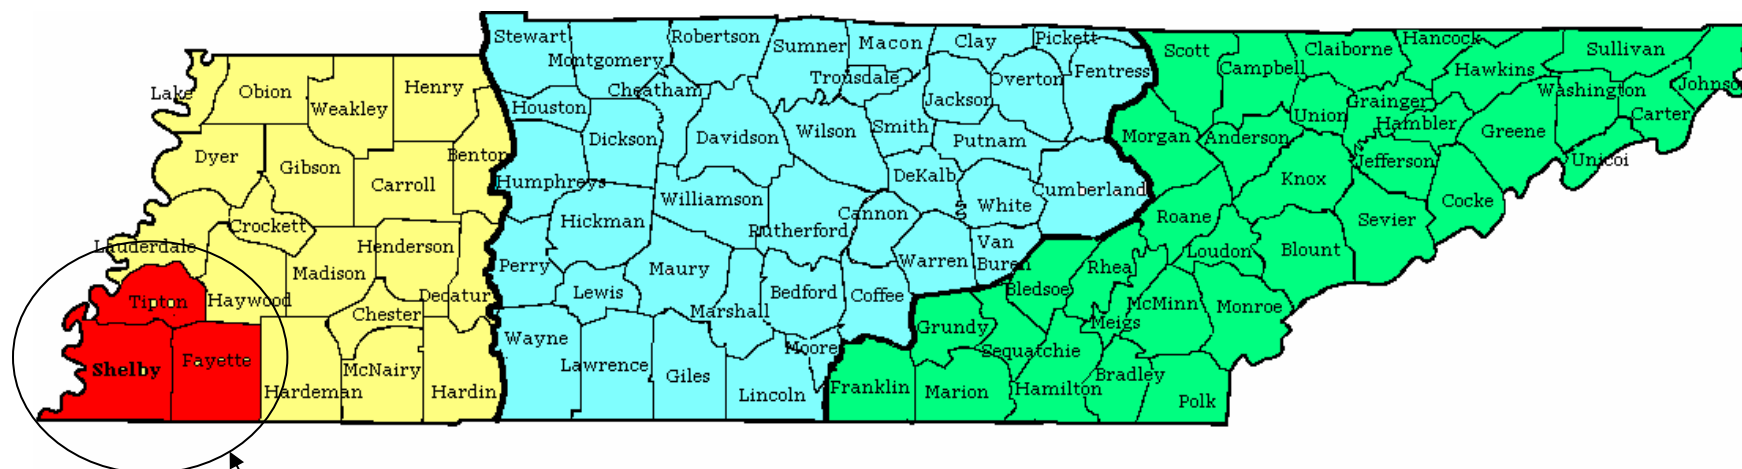 Stewart
Robertson
Sumner
Macon
Clay
Pickett
Scott
Claiborne
Hancock
Sullivan
Montgomery
Trousdale
Overton
Fentress
Campbell
Hawkins
Lake
Obion
Weakley
Henry
Houston
Cheatham
Jackson
Union
Grainger
Washington
Johnso
Dickson
Davidson
Wilson
Smith
Putnam
Morgan
Anderson
Hambler
Greene
Carter
Dyer
Gibson
Carroll
Benton
Humphreys
DeKalb
Cumberland
Knox
Jefferson
Unicoi
Crockett
Hickman
Williamson
Rutherford
Cannon
White
Roane
Sevier
Cocke
Lauderdale
Henderson
Perry
Maury
Warren
Van
Buren
Rhea
Loudon
Blount
Tipton
Haywood
Madison
Decatur
Lewis
Marshall
Bedford
Coffee
Bledsoe
McMinn
Monroe
Chester
Wayne
Moore
Grundy
Meigs
Shelby
Fayette
Hardeman
McNairy
Hardin
Lawrence
Giles
Lincoln
Franklin
Marion
Sequatchie
Hamilton
Bradley
Polk